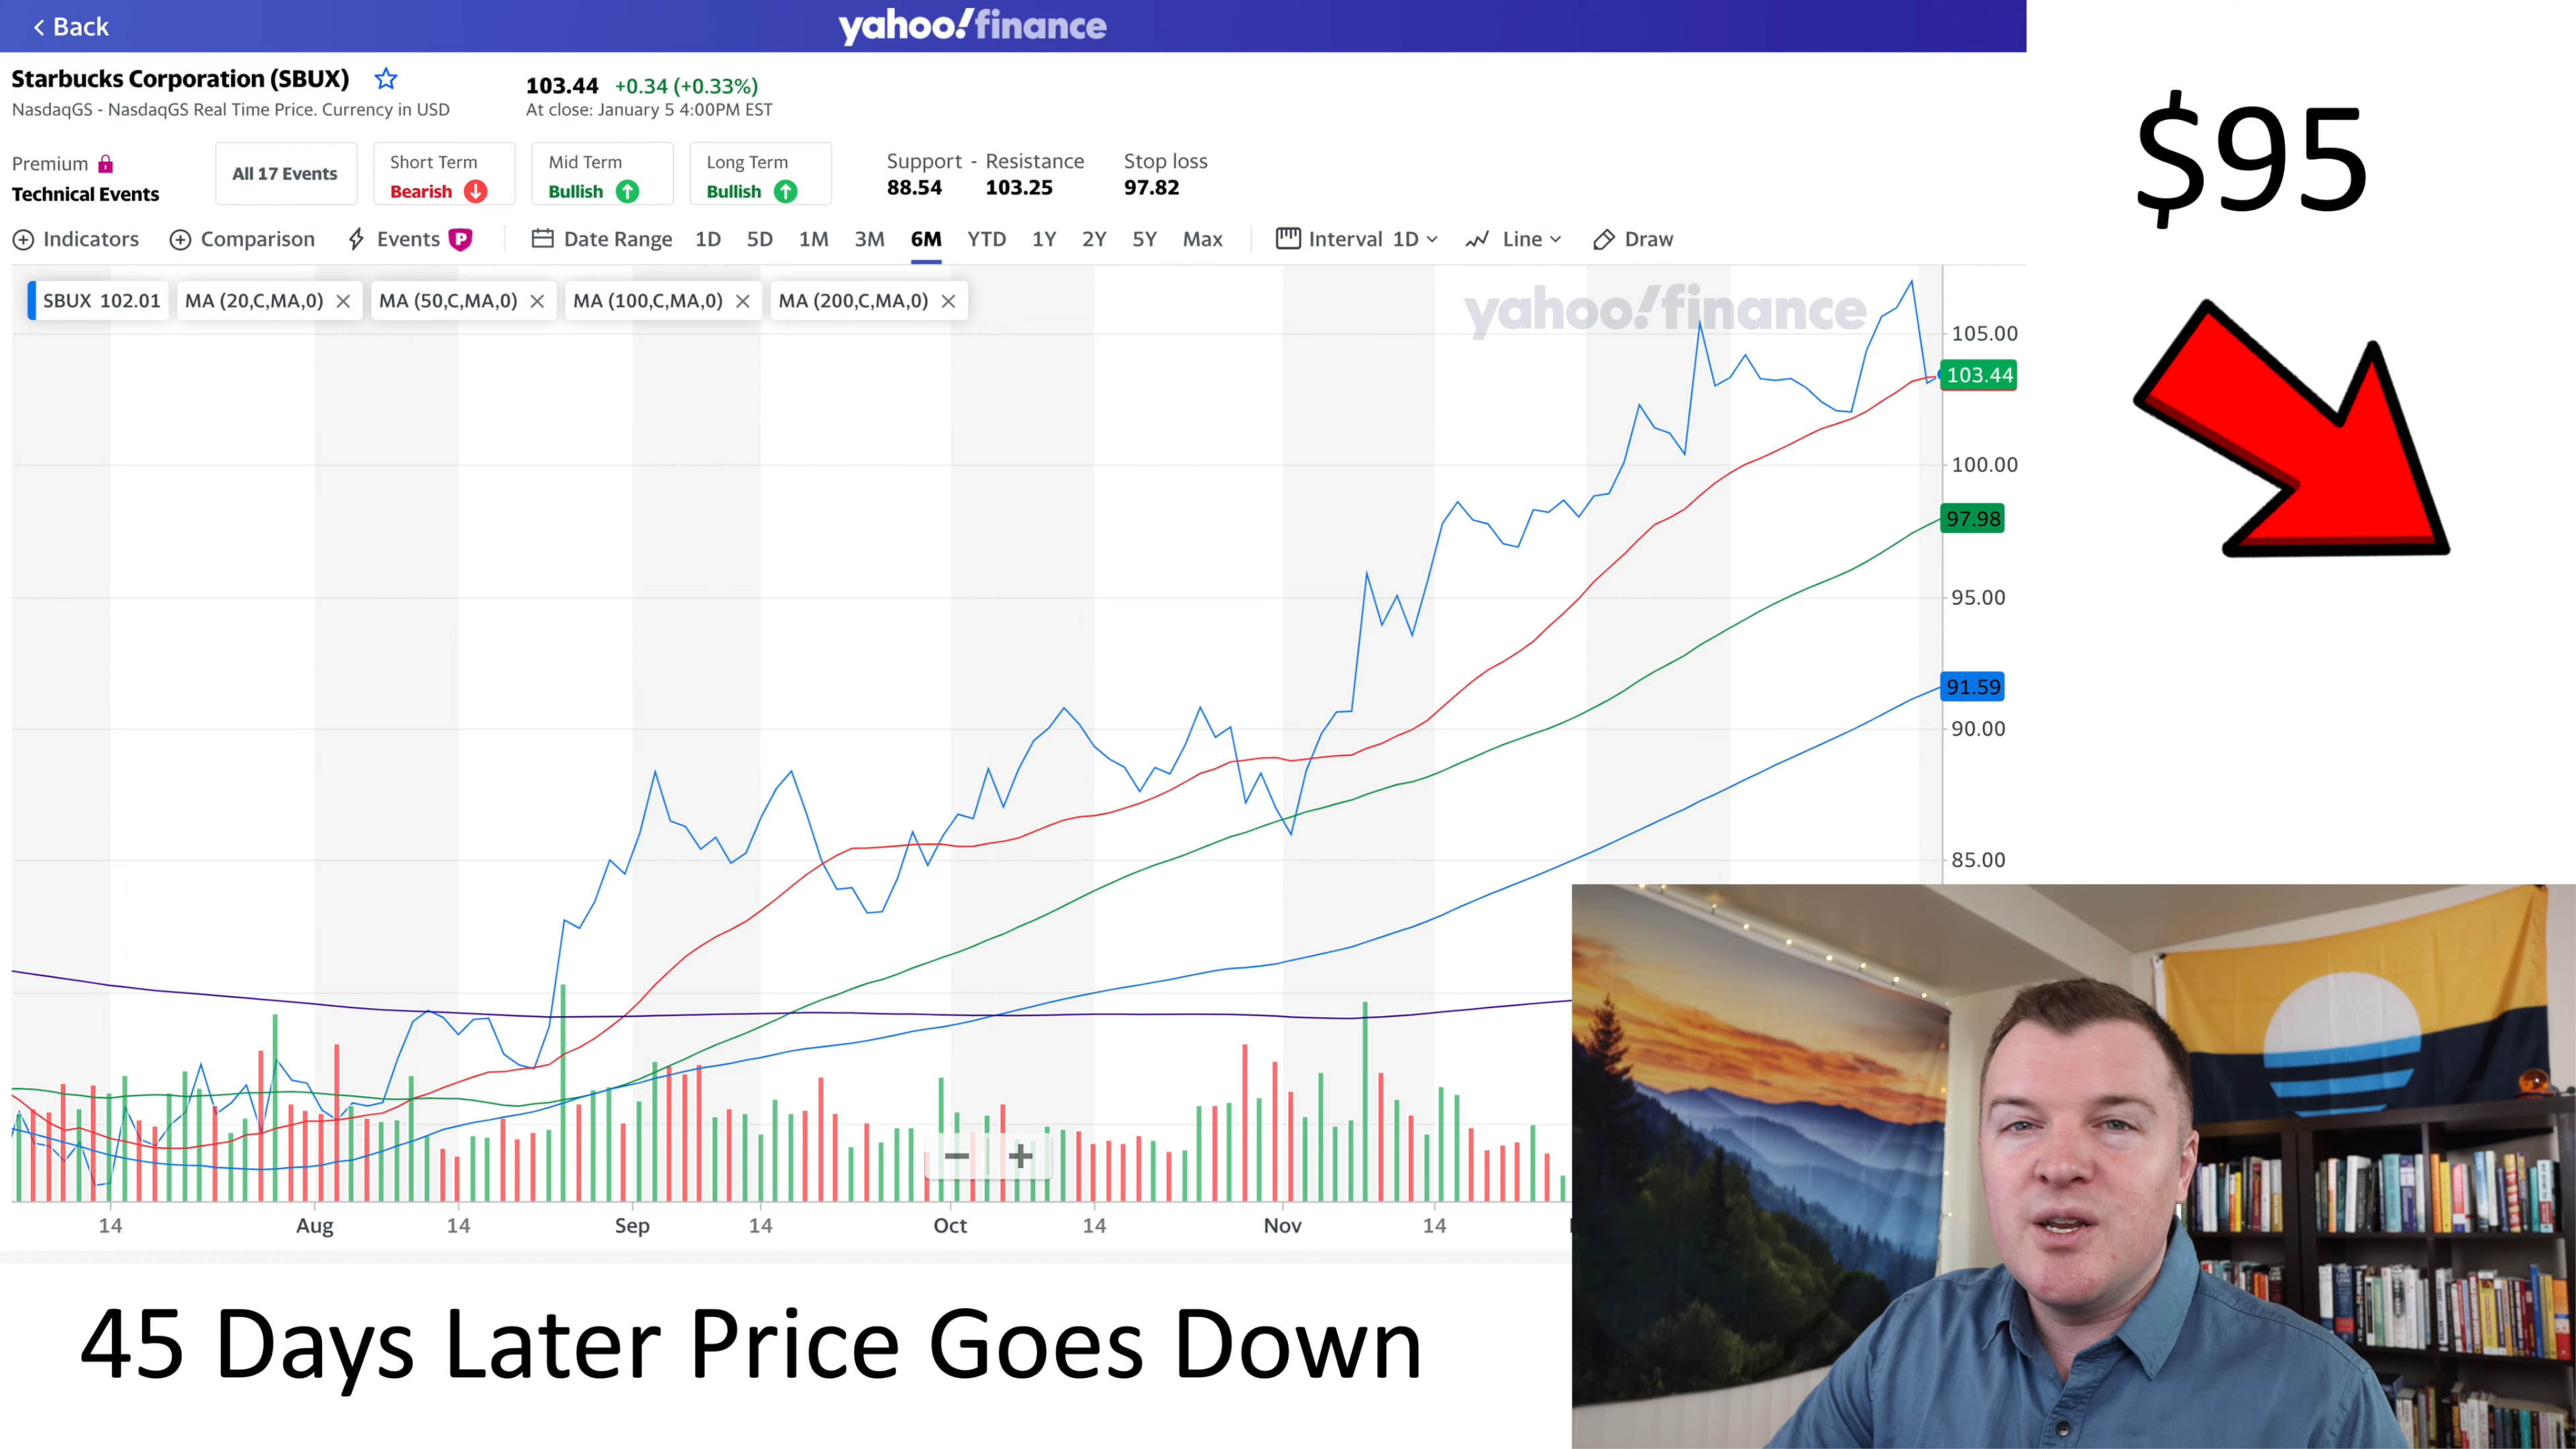 Back
yahoo!finance
Starbucks Corporation (SBUX)
103.44 +0.34 (+0.33%)
NasdaqGS - NasdaqGS Real Time Price. Currency in USD
At close: January 5 4:00PM EST
$95
Premium
Technical Events
All 17 Events
Short Term
Bearish
Mid Term
Bullish
Long Term
Bullish
Support - Resistance
88.54 103.25
Stop loss
97.82
Indicators Comparison Events P Date Range 1D 5D 1M 3M 6M YTD 1Y 2Y 5Y Max Interval 1D Line Draw
SBUX 102.01 MA (20,C,MA,0) MA (50,C,MA,0) MA (100,C,MA,0) MA (200,C,MA,0)
yahoo!finance
105.00
103.44
100.00
97.98
95.00
91.59
90.00
85.00
14 Aug 14 Sep 14 Oct 14 Nov 14
45 Days Later Price Goes Down